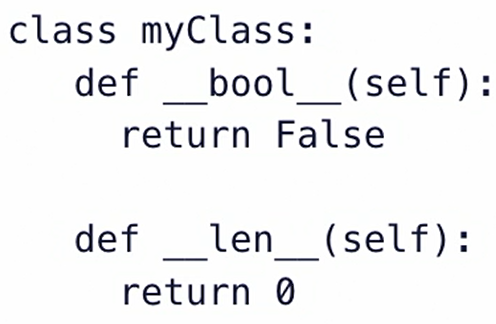 class myClass:
   def __bool__(self):
     return False

   def __len__(self):
     return 0